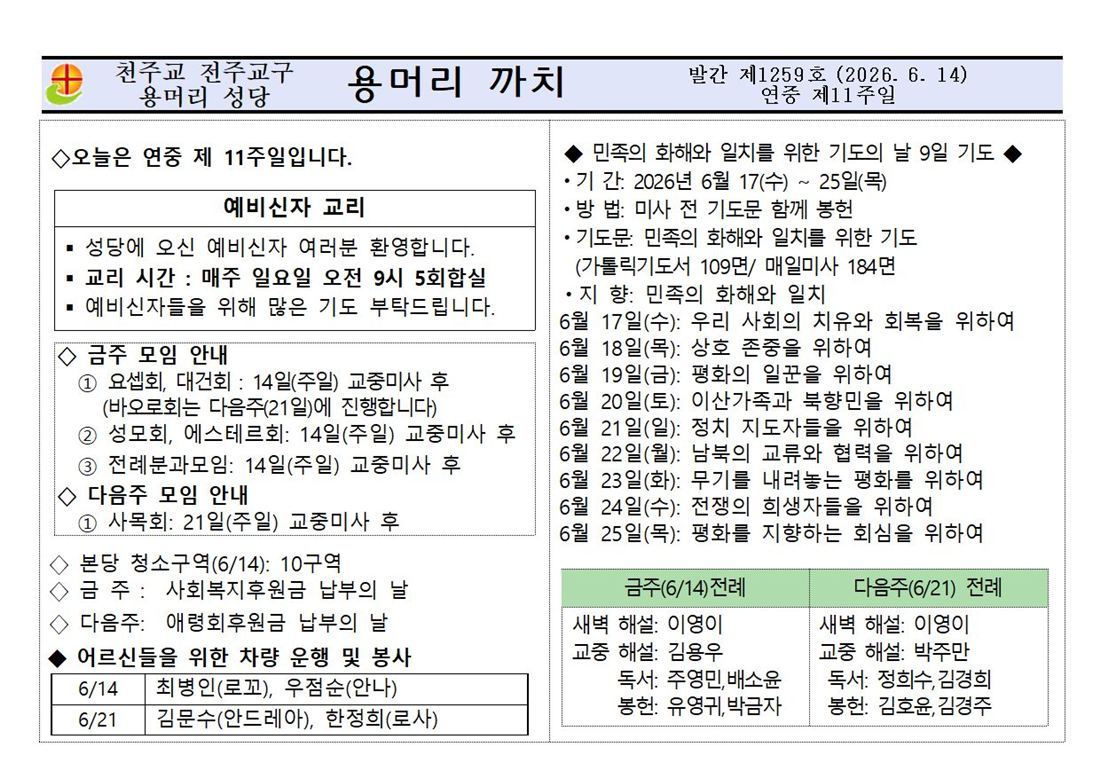 천주교 전주교구
용머리 성당
용머리 까치
발간 제1259호 (2026. 6. 14)
연중 제11주일
◇오늘은 연중 제 11주일입니다.
예비신자 교리
▪ 성당에 오신 예비신자 여러분 환영합니다.
▪ 교리 시간 : 매주 일요일 오전 9시 5회합실
▪ 예비신자들을 위해 많은 기도 부탁드립니다.
◇ 금주 모임 안내
① 요셉회, 대건회 : 14일(주일) 교중미사 후
(바오로회는 다음주(21일)에 진행합니다)
② 성모회, 에스테르회: 14일(주일) 교중미사 후
③ 전례분과모임: 14일(주일) 교중미사 후
◇ 다음주 모임 안내
① 사목회: 21일(주일) 교중미사 후
◇ 본당 청소구역(6/14): 10구역
◇ 금 주 : 사회복지후원금 납부의 날
◇ 다음주: 애령회후원금 납부의 날
◆ 어르신들을 위한 차량 운행 및 봉사
6/14 최병인(로꼬), 우점순(안나)
6/21 김문수(안드레아), 한정희(로사)
◆ 민족의 화해와 일치를 위한 기도의 날 9일 기도 ◆
・기 간: 2026년 6월 17(수) ~ 25일(목)
・방 법: 미사 전 기도문 함께 봉헌
・기도문: 민족의 화해와 일치를 위한 기도
(가톨릭기도서 109면/ 매일미사 184면
・지 향: 민족의 화해와 일치
6월 17일(수): 우리 사회의 치유와 회복을 위하여
6월 18일(목): 상호 존중을 위하여
6월 19일(금): 평화의 일꾼을 위하여
6월 20일(토): 이산가족과 북향민을 위하여
6월 21일(일): 정치 지도자들을 위하여
6월 22일(월): 남북의 교류와 협력을 위하여
6월 23일(화): 무기를 내려놓는 평화를 위하여
6월 24일(수): 전쟁의 희생자들을 위하여
6월 25일(목): 평화를 지향하는 회심을 위하여
금주(6/14)전례
새벽 해설: 이영이
교중 해설: 김용우
독서: 주영민,배소윤
봉헌: 유영귀,박금자
다음주(6/21) 전례
새벽 해설: 이영이
교중 해설: 박주만
독서: 정희수,김경희
봉헌: 김호윤,김경주